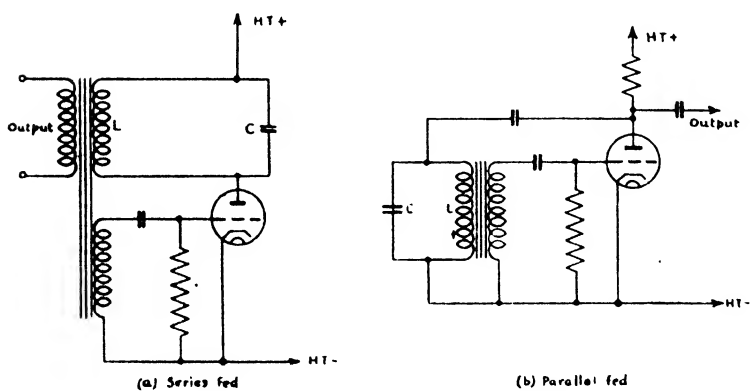 HT+
Output
L
C
HT-
(a) Series fed
HT+
Output
C
L
HT-
(b) Parallel fed